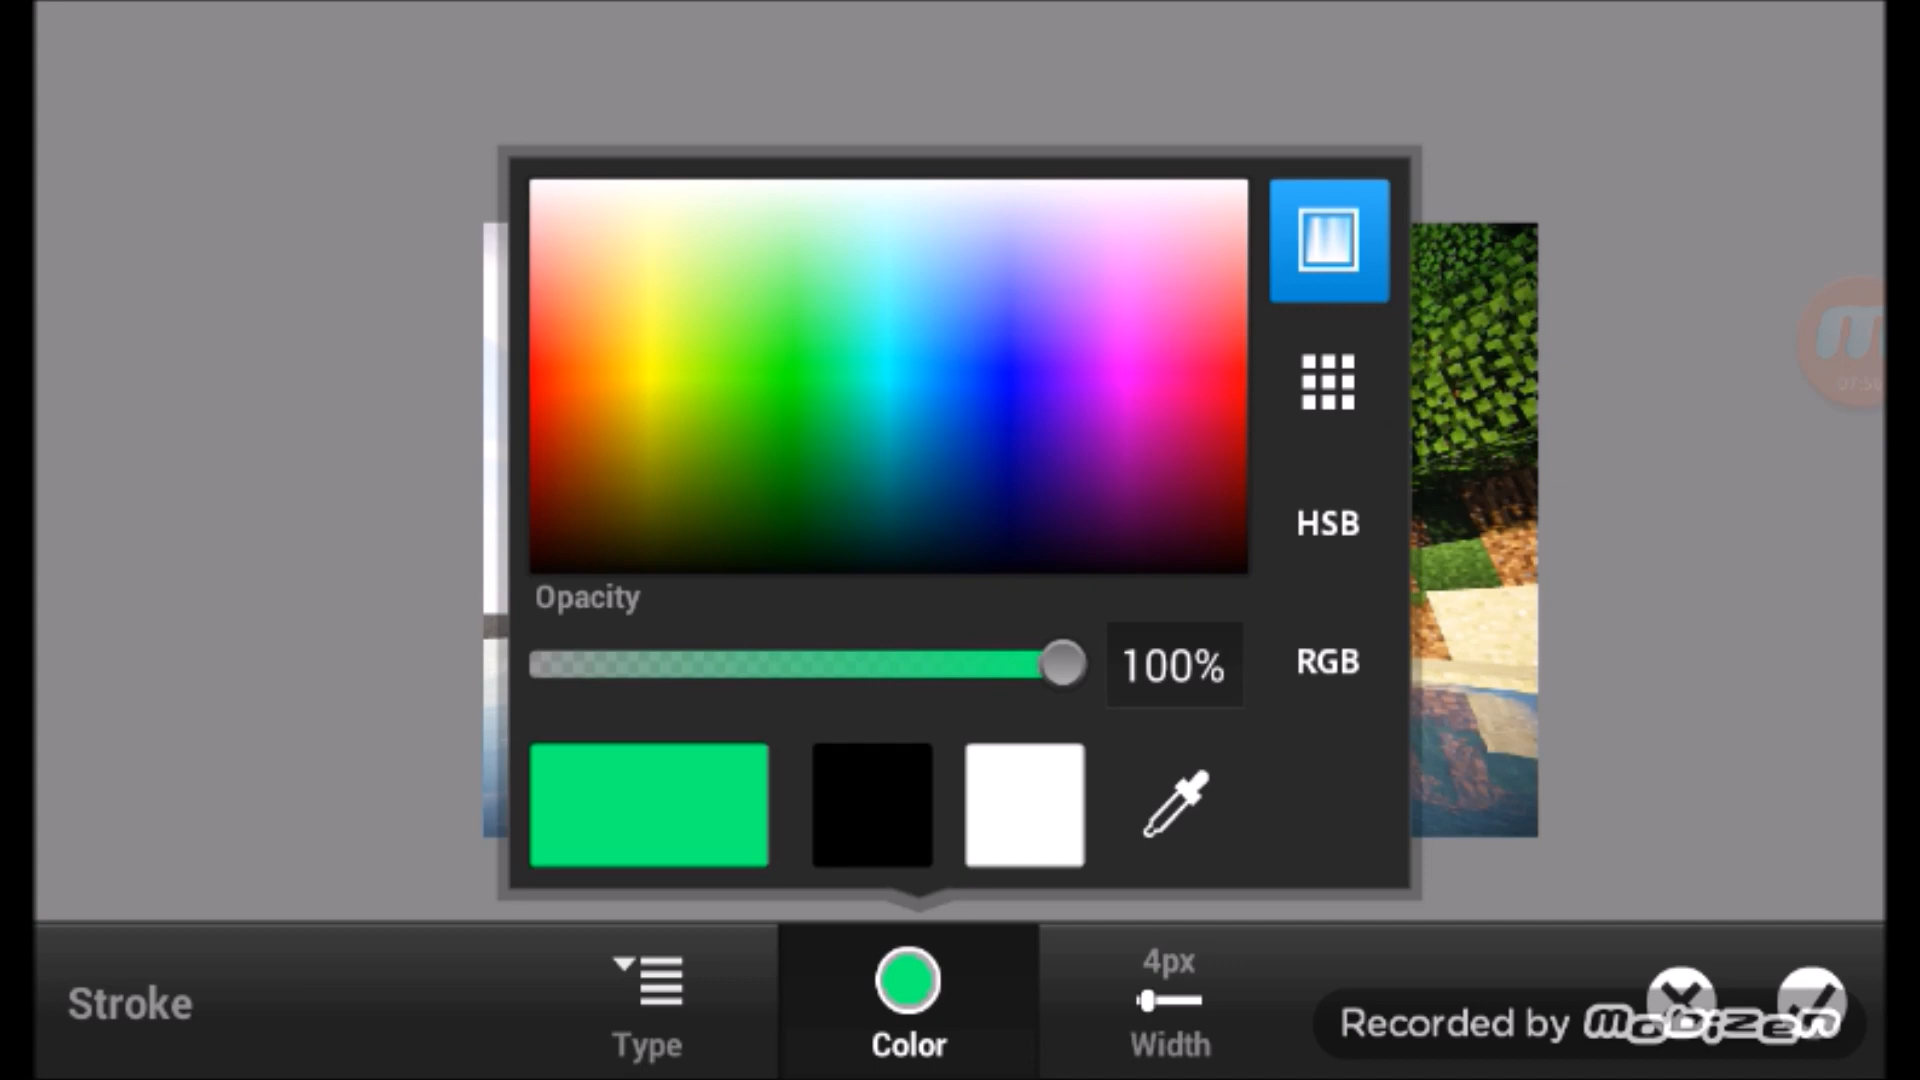 HSB
Opacity
100%
RGB
Stroke
Type
Color
4px
Width
Recorded by mobizen